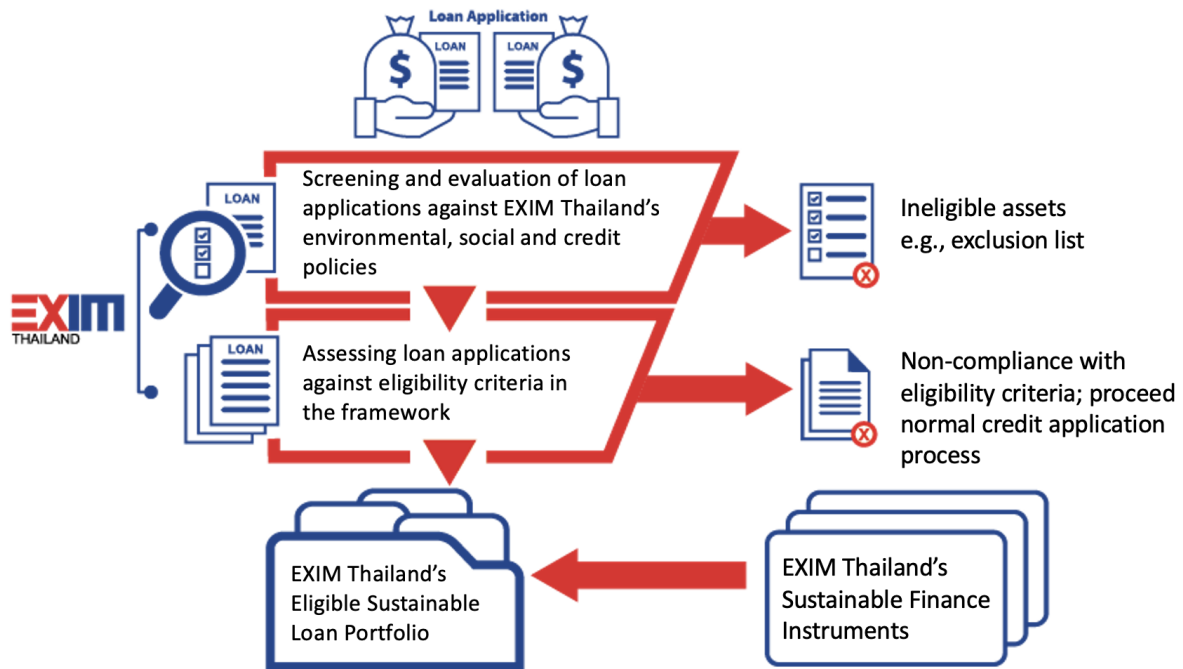 Loan Application
$
LOAN
LOAN
$
LOAN
Screening and evaluation of loan
applications against EXIM Thailand’s
environmental, social and credit
policies
Ineligible assets
e.g., exclusion list
X
EXIM
THAILAND
LOAN
Assessing loan applications
against eligibility criteria in
the framework
Non-compliance with
eligibility criteria; proceed
normal credit application
process
X
EXIM Thailand’s
Eligible Sustainable
Loan Portfolio
EXIM Thailand’s
Sustainable Finance
Instruments